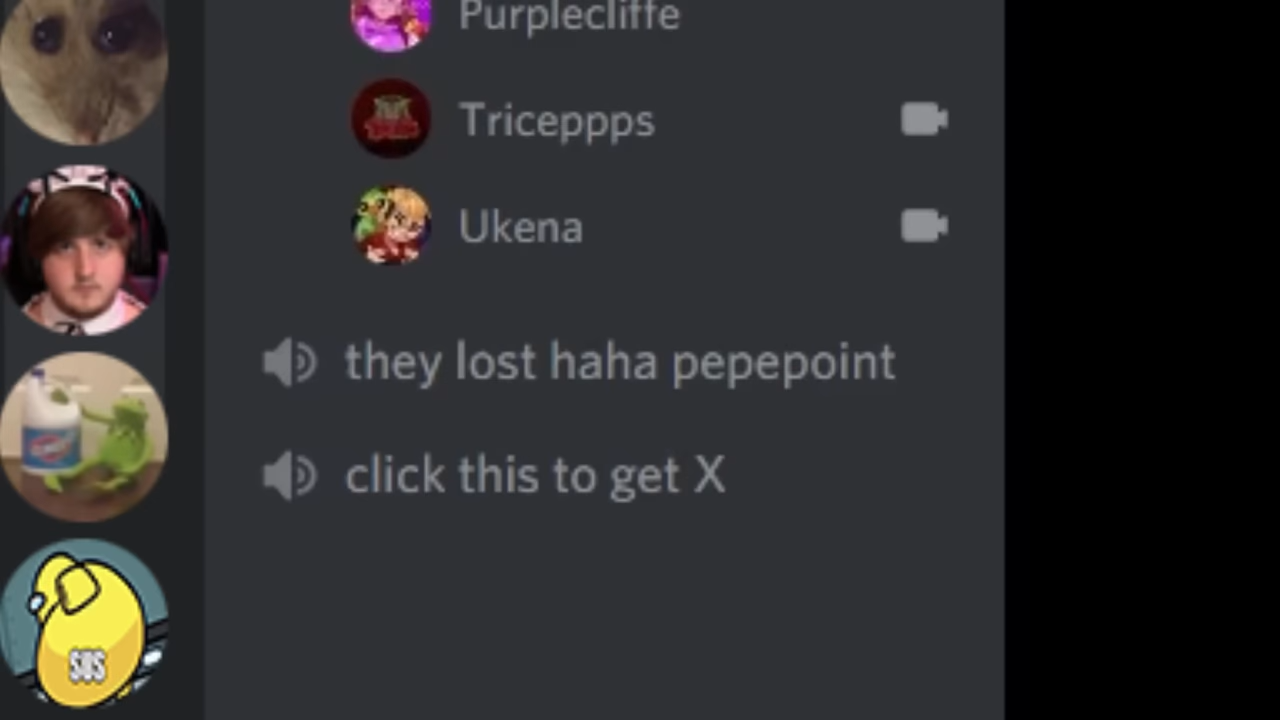 Purplecliffe
Triceppps
Ukena
they lost haha pepepoint
click this to get X
SUS